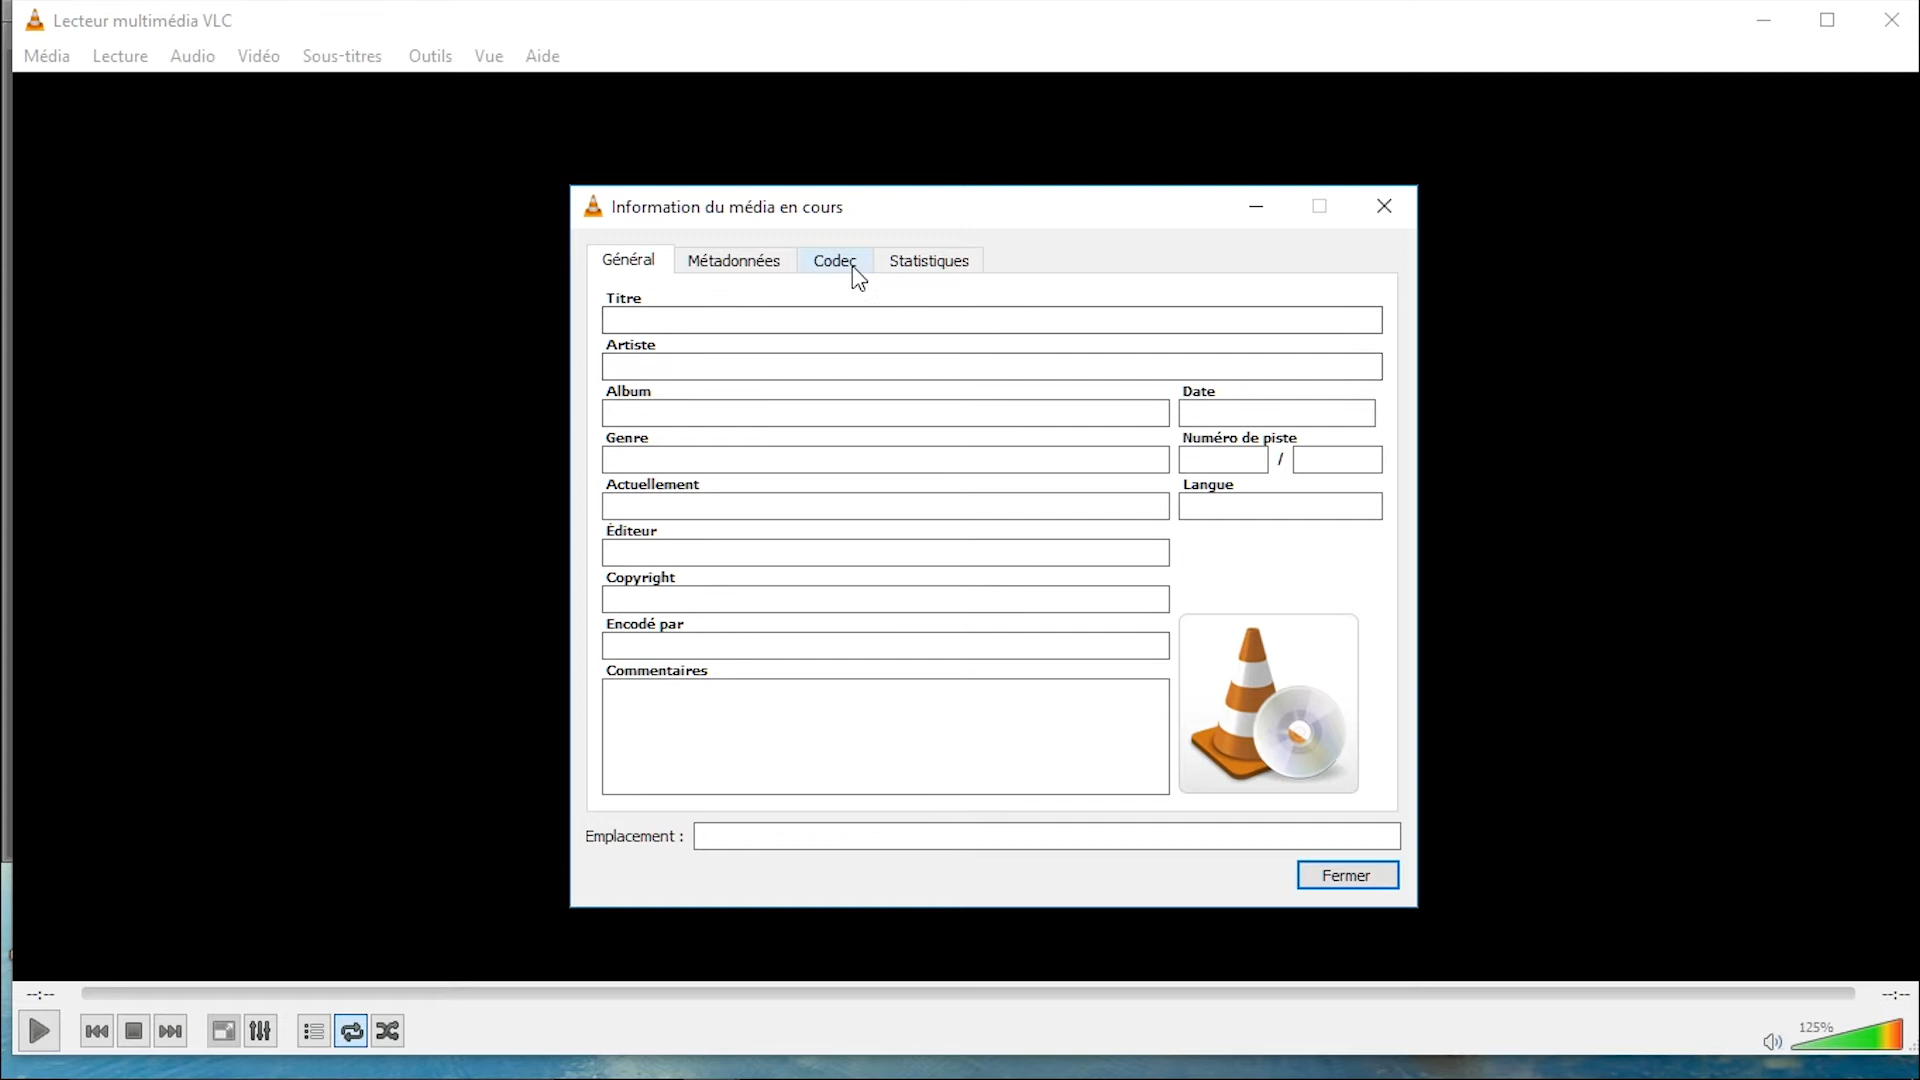 Lecteur multimédia VLC
Média Lecture Audio Vidéo Sous-titres Outils Vue Aide
Information du média en cours
Général Métadonnées Codec Statistiques
Titre
Artiste
Album Date
Genre Numéro de piste
/
Actuellement Langue
Éditeur
Copyright
Encodé par
Commentaires
Emplacement :
Fermer
--:-- --:--
125%